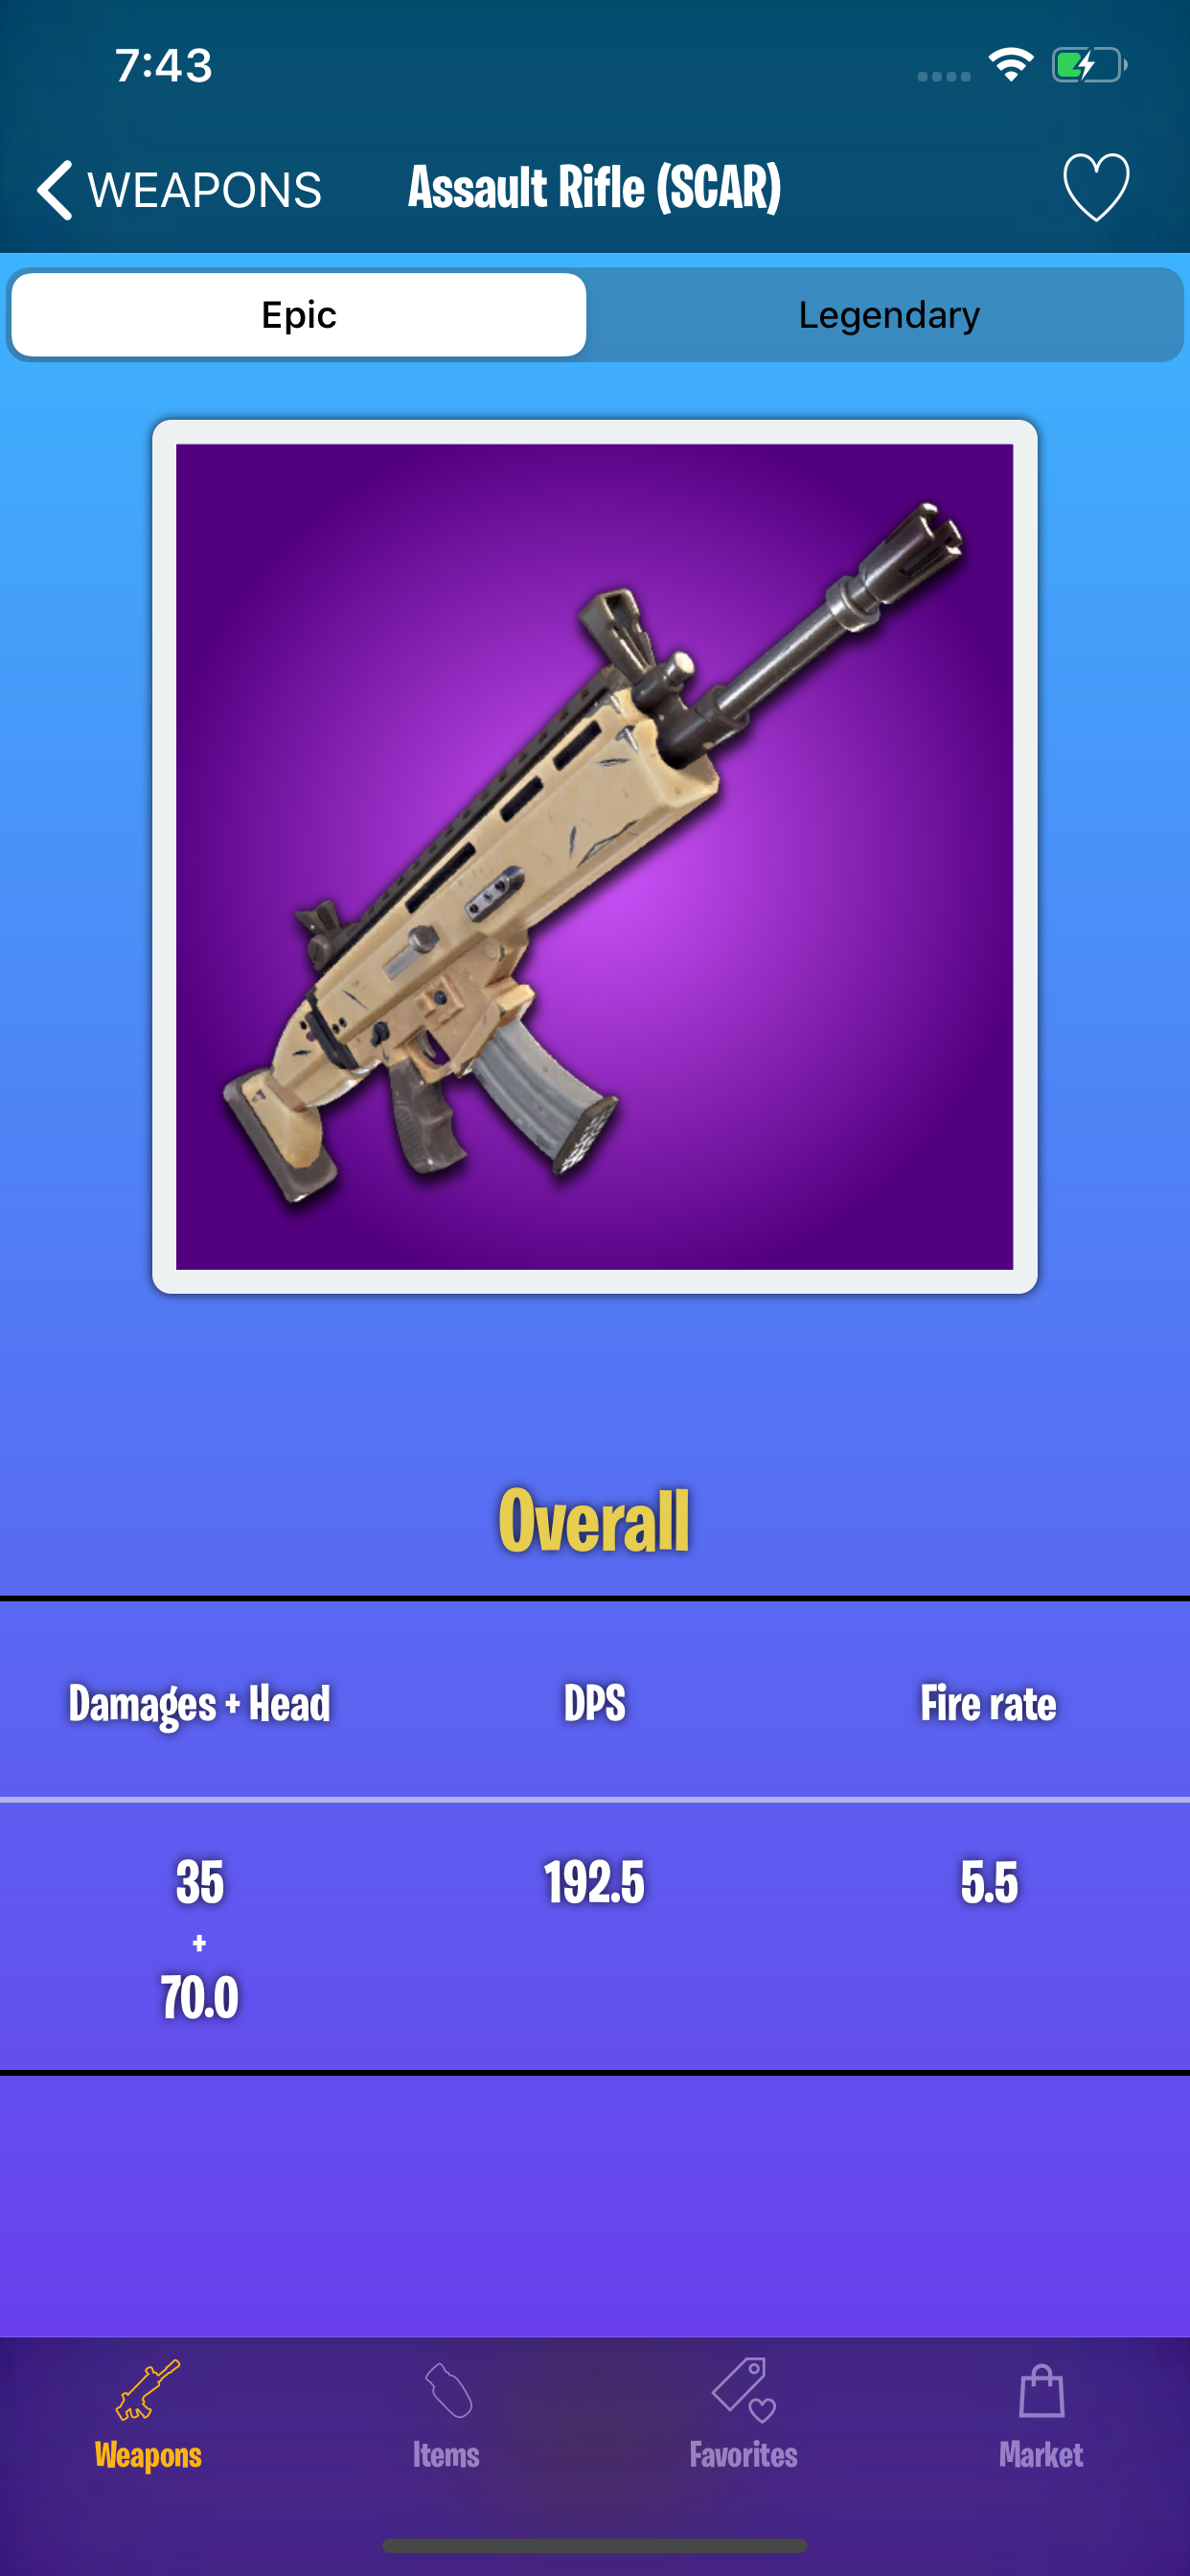 7:43
WEAPONS
Assault Rifle (SCAR)
Epic
Legendary
Overall
Damages + Head
DPS
Fire rate
35
+
70.0
192.5
5.5
Weapons
Items
Favorites
Market